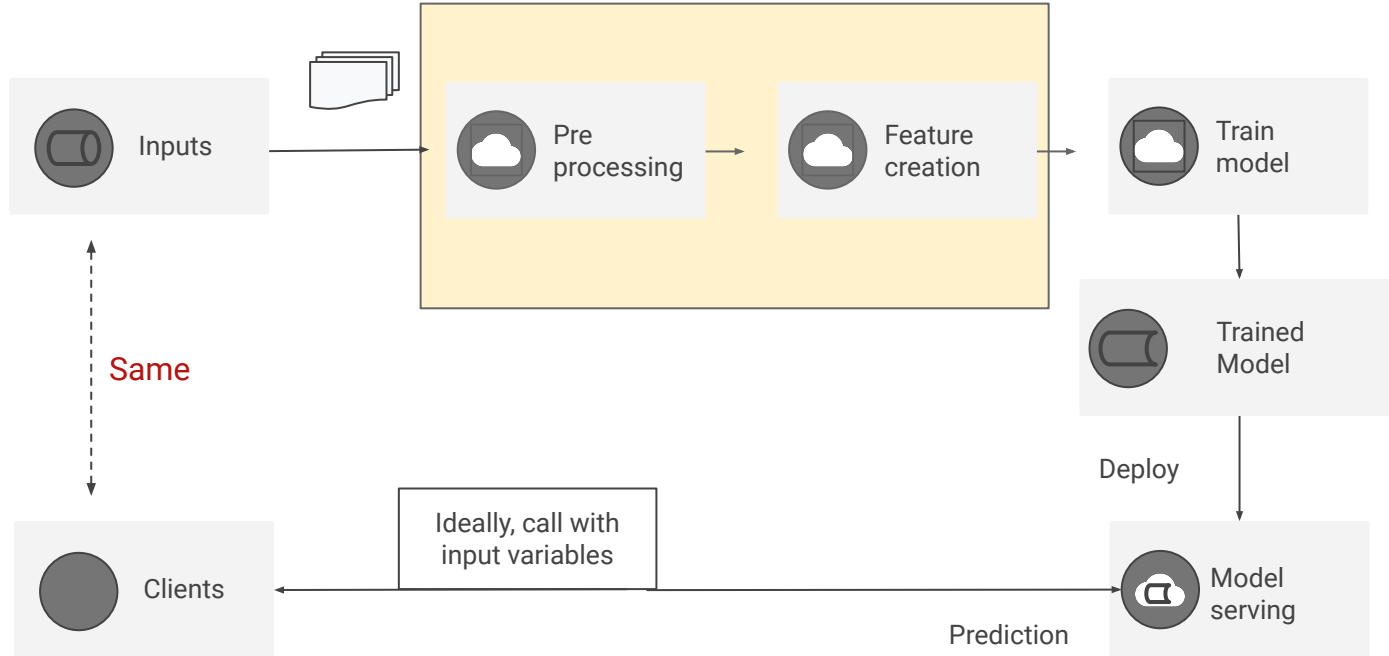 Inputs
Pre
processing
Feature
creation
Train
model
Trained
Model
Same
Deploy
Ideally, call with
input variables
Clients
Model
serving
Prediction